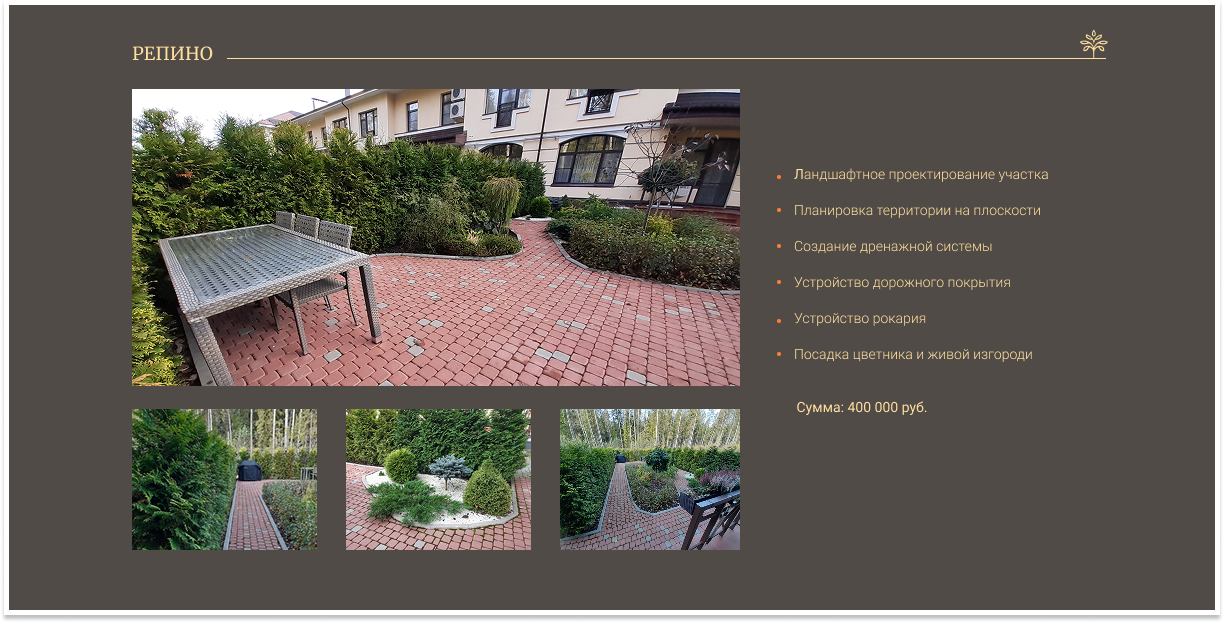 РЕПИНО
Ландшафтное проектирование участка
Планировка территории на плоскости
Создание дренажной системы
Устройство дорожного покрытия
Устройство рокария
Посадка цветника и живой изгороди
Сумма: 400 000 руб.